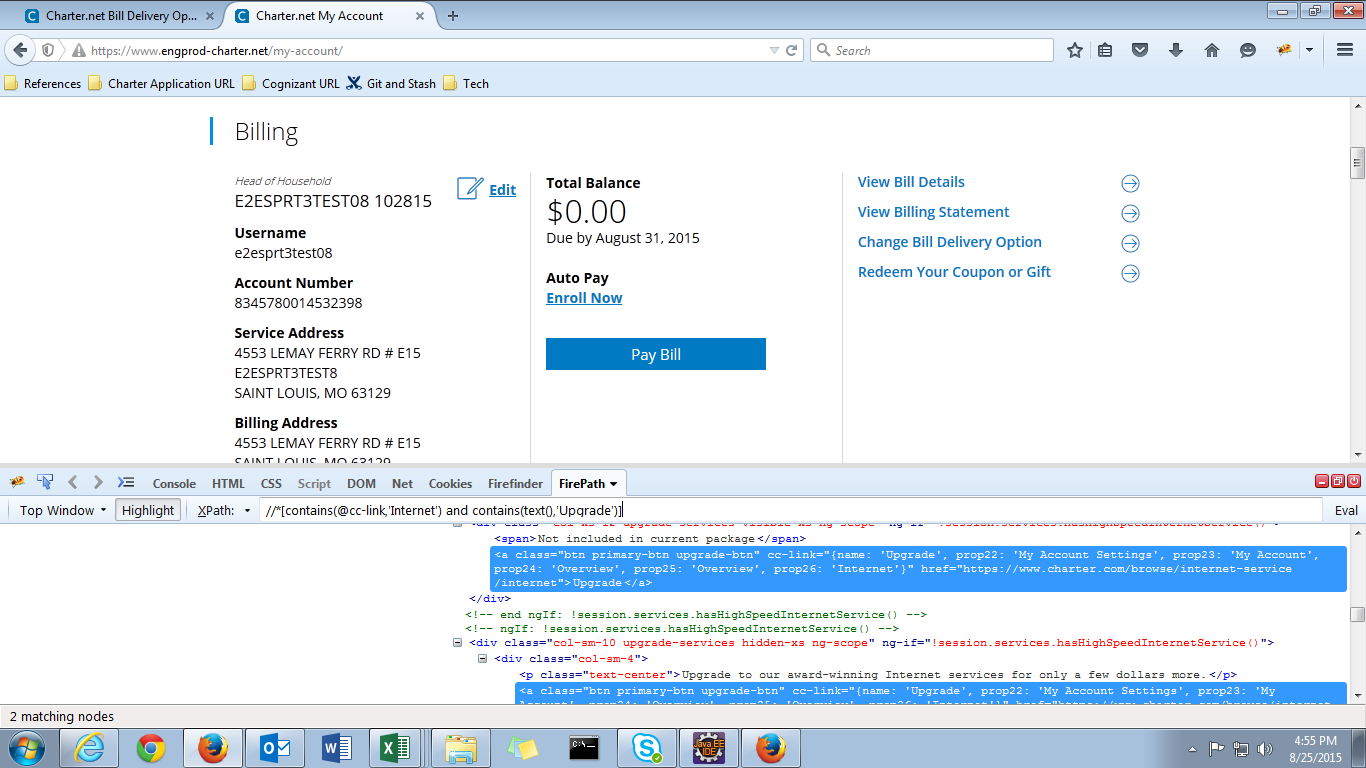 Charter.net Bill Delivery Op...
Charter.net My Account
https://www.engprod-charter.net/my-account/
Search
References
Charter Application URL
Cognizant URL
Git and Stash
Tech
Billing
Head of Household
E2ESPRT3TEST08 102815
Edit
Username
e2esprt3test08
Account Number
8345780014532398
Service Address
4553 LEMAY FERRY RD # E15
E2ESPRT3TEST8
SAINT LOUIS, MO 63129
Billing Address
4553 LEMAY FERRY RD # E15
SAINT LOUIS, MO 63129
Total Balance
$0.00
Due by August 31, 2015
Auto Pay
Enroll Now
Pay Bill
View Bill Details
View Billing Statement
Change Bill Delivery Option
Redeem Your Coupon or Gift
Console HTML CSS Script DOM Net Cookies Firefinder FirePath
Top Window Highlight XPath: //*[contains(@cc-link,'Internet') and contains(text(),'Upgrade')] Eval
<span>Not included in current package</span>
<a class="btn primary-btn upgrade-btn" cc-link="{name: 'Upgrade', prop22: 'My Account Settings', prop23: 'My Account',
prop24: 'Overview', prop25: 'Overview', prop26: 'Internet'}" href="https://www.charter.com/browse/internet-service
/internet">Upgrade</a>
</div>
<!-- end ngIf: !session.services.hasHighSpeedInternetService() -->
<!-- ngIf: !session.services.hasHighSpeedInternetService() -->
<div class="col-sm-10 upgrade-services hidden-xs ng-scope" ng-if="!session.services.hasHighSpeedInternetService()">
<div class="col-sm-4">
<p class="text-center">Upgrade to our award-winning Internet services for only a few dollars more.</p>
<a class="btn primary-btn upgrade-btn" cc-link="{name: 'Upgrade', prop22: 'My Account Settings', prop23: 'My
2 matching nodes
Java EE
IDE
4:55 PM
8/25/2015